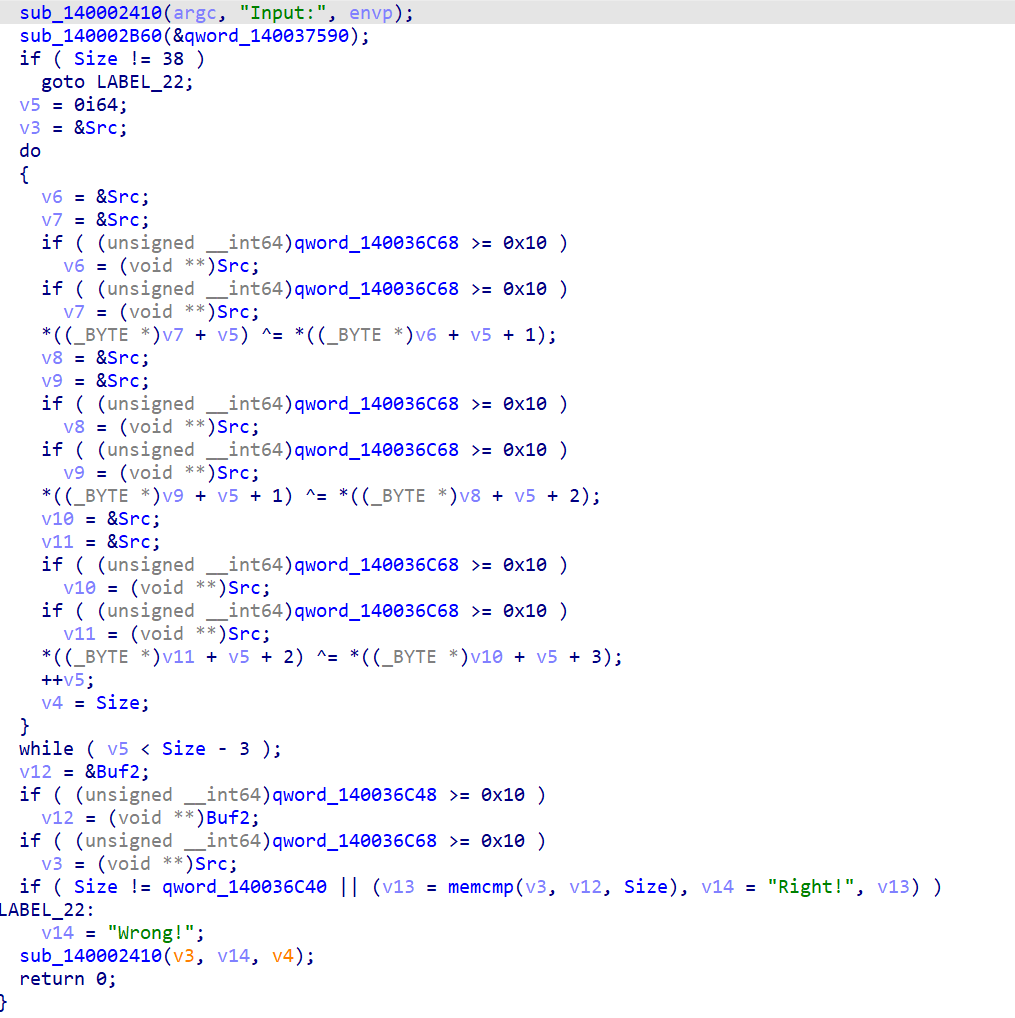 sub_140002410(argc, "Input:", envp);
sub_140002B60(&qword_140037590);
if ( Size != 38 )
goto LABEL_22;
v5 = 0i64;
v3 = &Src;
do
{
v6 = &Src;
v7 = &Src;
if ( (unsigned __int64)qword_140036C68 >= 0x10 )
v6 = (void **)Src;
if ( (unsigned __int64)qword_140036C68 >= 0x10 )
v7 = (void **)Src;
*((_BYTE *)v7 + v5) ^= *((_BYTE *)v6 + v5 + 1);
v8 = &Src;
v9 = &Src;
if ( (unsigned __int64)qword_140036C68 >= 0x10 )
v8 = (void **)Src;
if ( (unsigned __int64)qword_140036C68 >= 0x10 )
v9 = (void **)Src;
*((_BYTE *)v9 + v5 + 1) ^= *((_BYTE *)v8 + v5 + 2);
v10 = &Src;
v11 = &Src;
if ( (unsigned __int64)qword_140036C68 >= 0x10 )
v10 = (void **)Src;
if ( (unsigned __int64)qword_140036C68 >= 0x10 )
v11 = (void **)Src;
*((_BYTE *)v11 + v5 + 2) ^= *((_BYTE *)v10 + v5 + 3);
++v5;
v4 = Size;
}
while ( v5 < Size - 3 );
v12 = &Buf2;
if ( (unsigned __int64)qword_140036C48 >= 0x10 )
v12 = (void **)Buf2;
if ( (unsigned __int64)qword_140036C68 >= 0x10 )
v3 = (void **)Src;
if ( Size != qword_140036C40 || (v13 = memcmp(v3, v12, Size), v14 = "Right!", v13) )
LABEL_22:
v14 = "Wrong!";
sub_140002410(v3, v14, v4);
return 0;
}